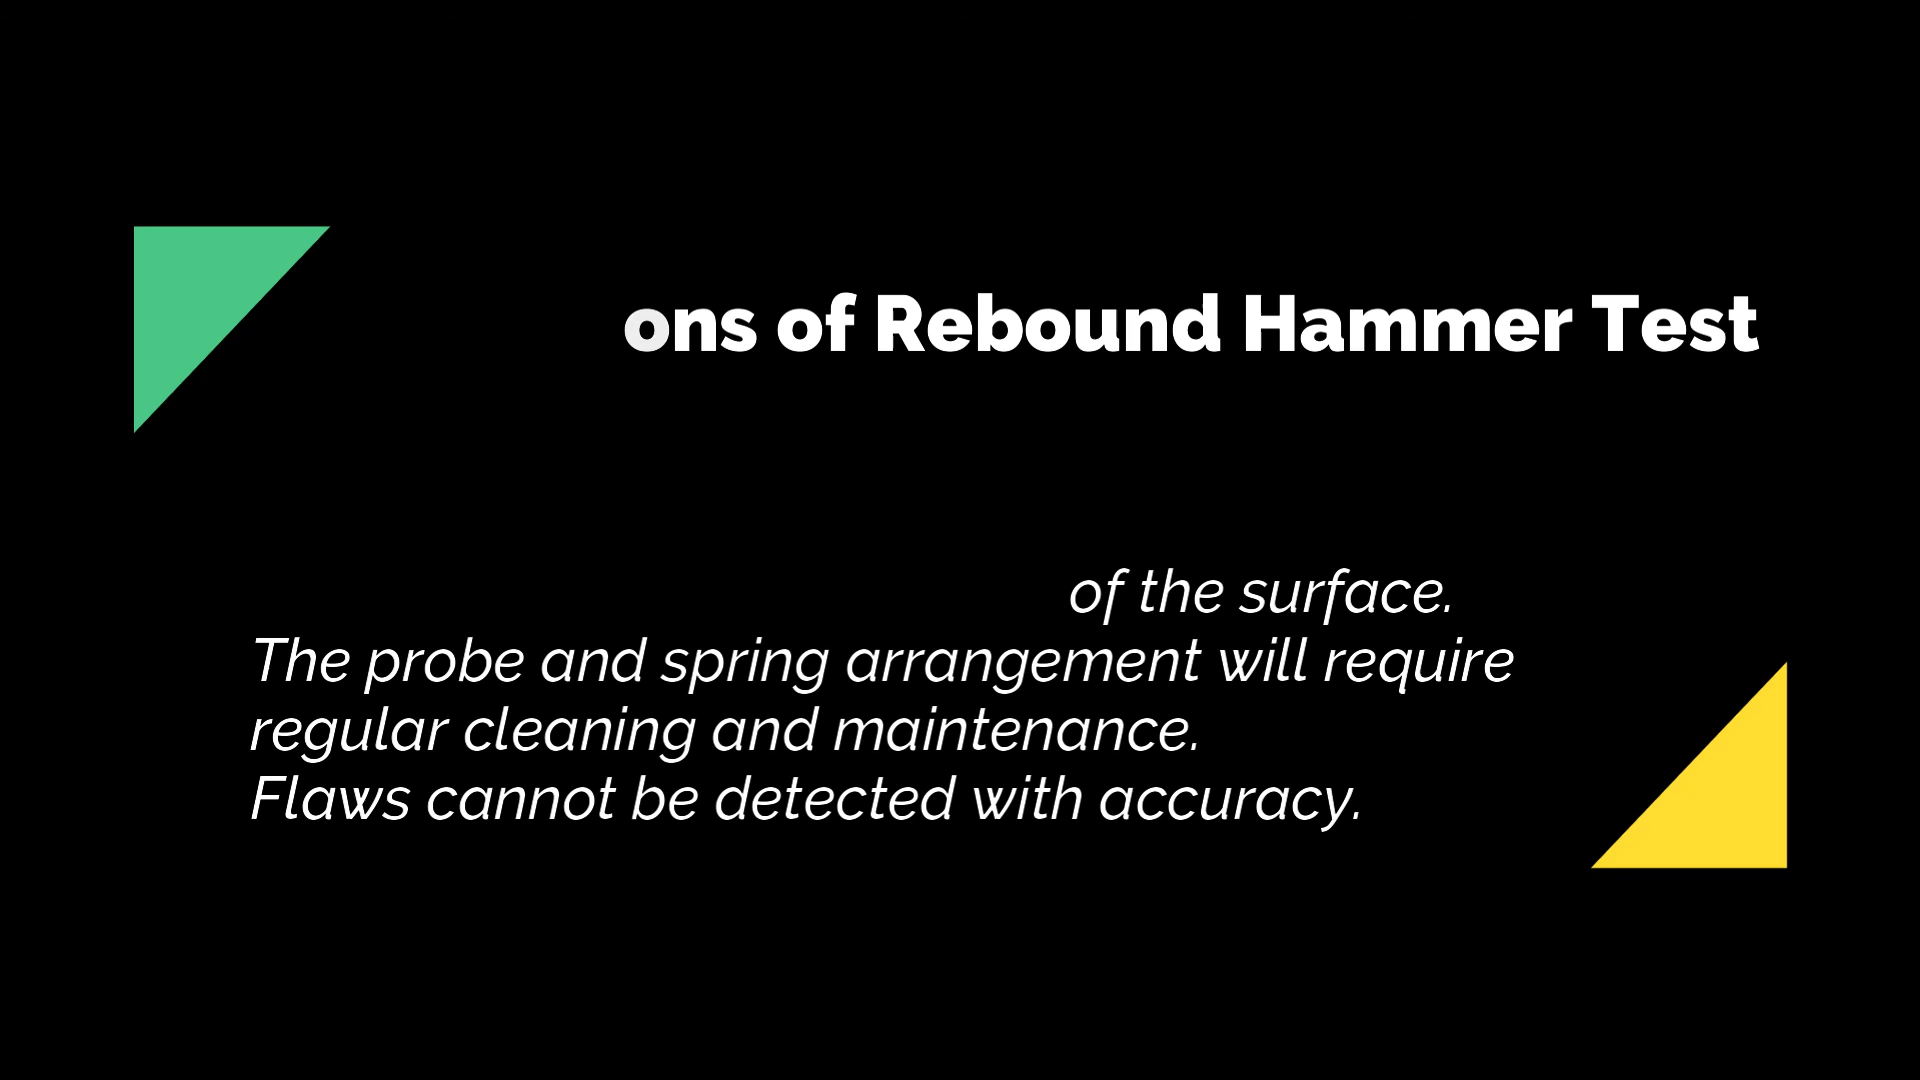 ons of Rebound Hammer Test
of the surface.
The probe and spring arrangement will require
regular cleaning and maintenance.
Flaws cannot be detected with accuracy.